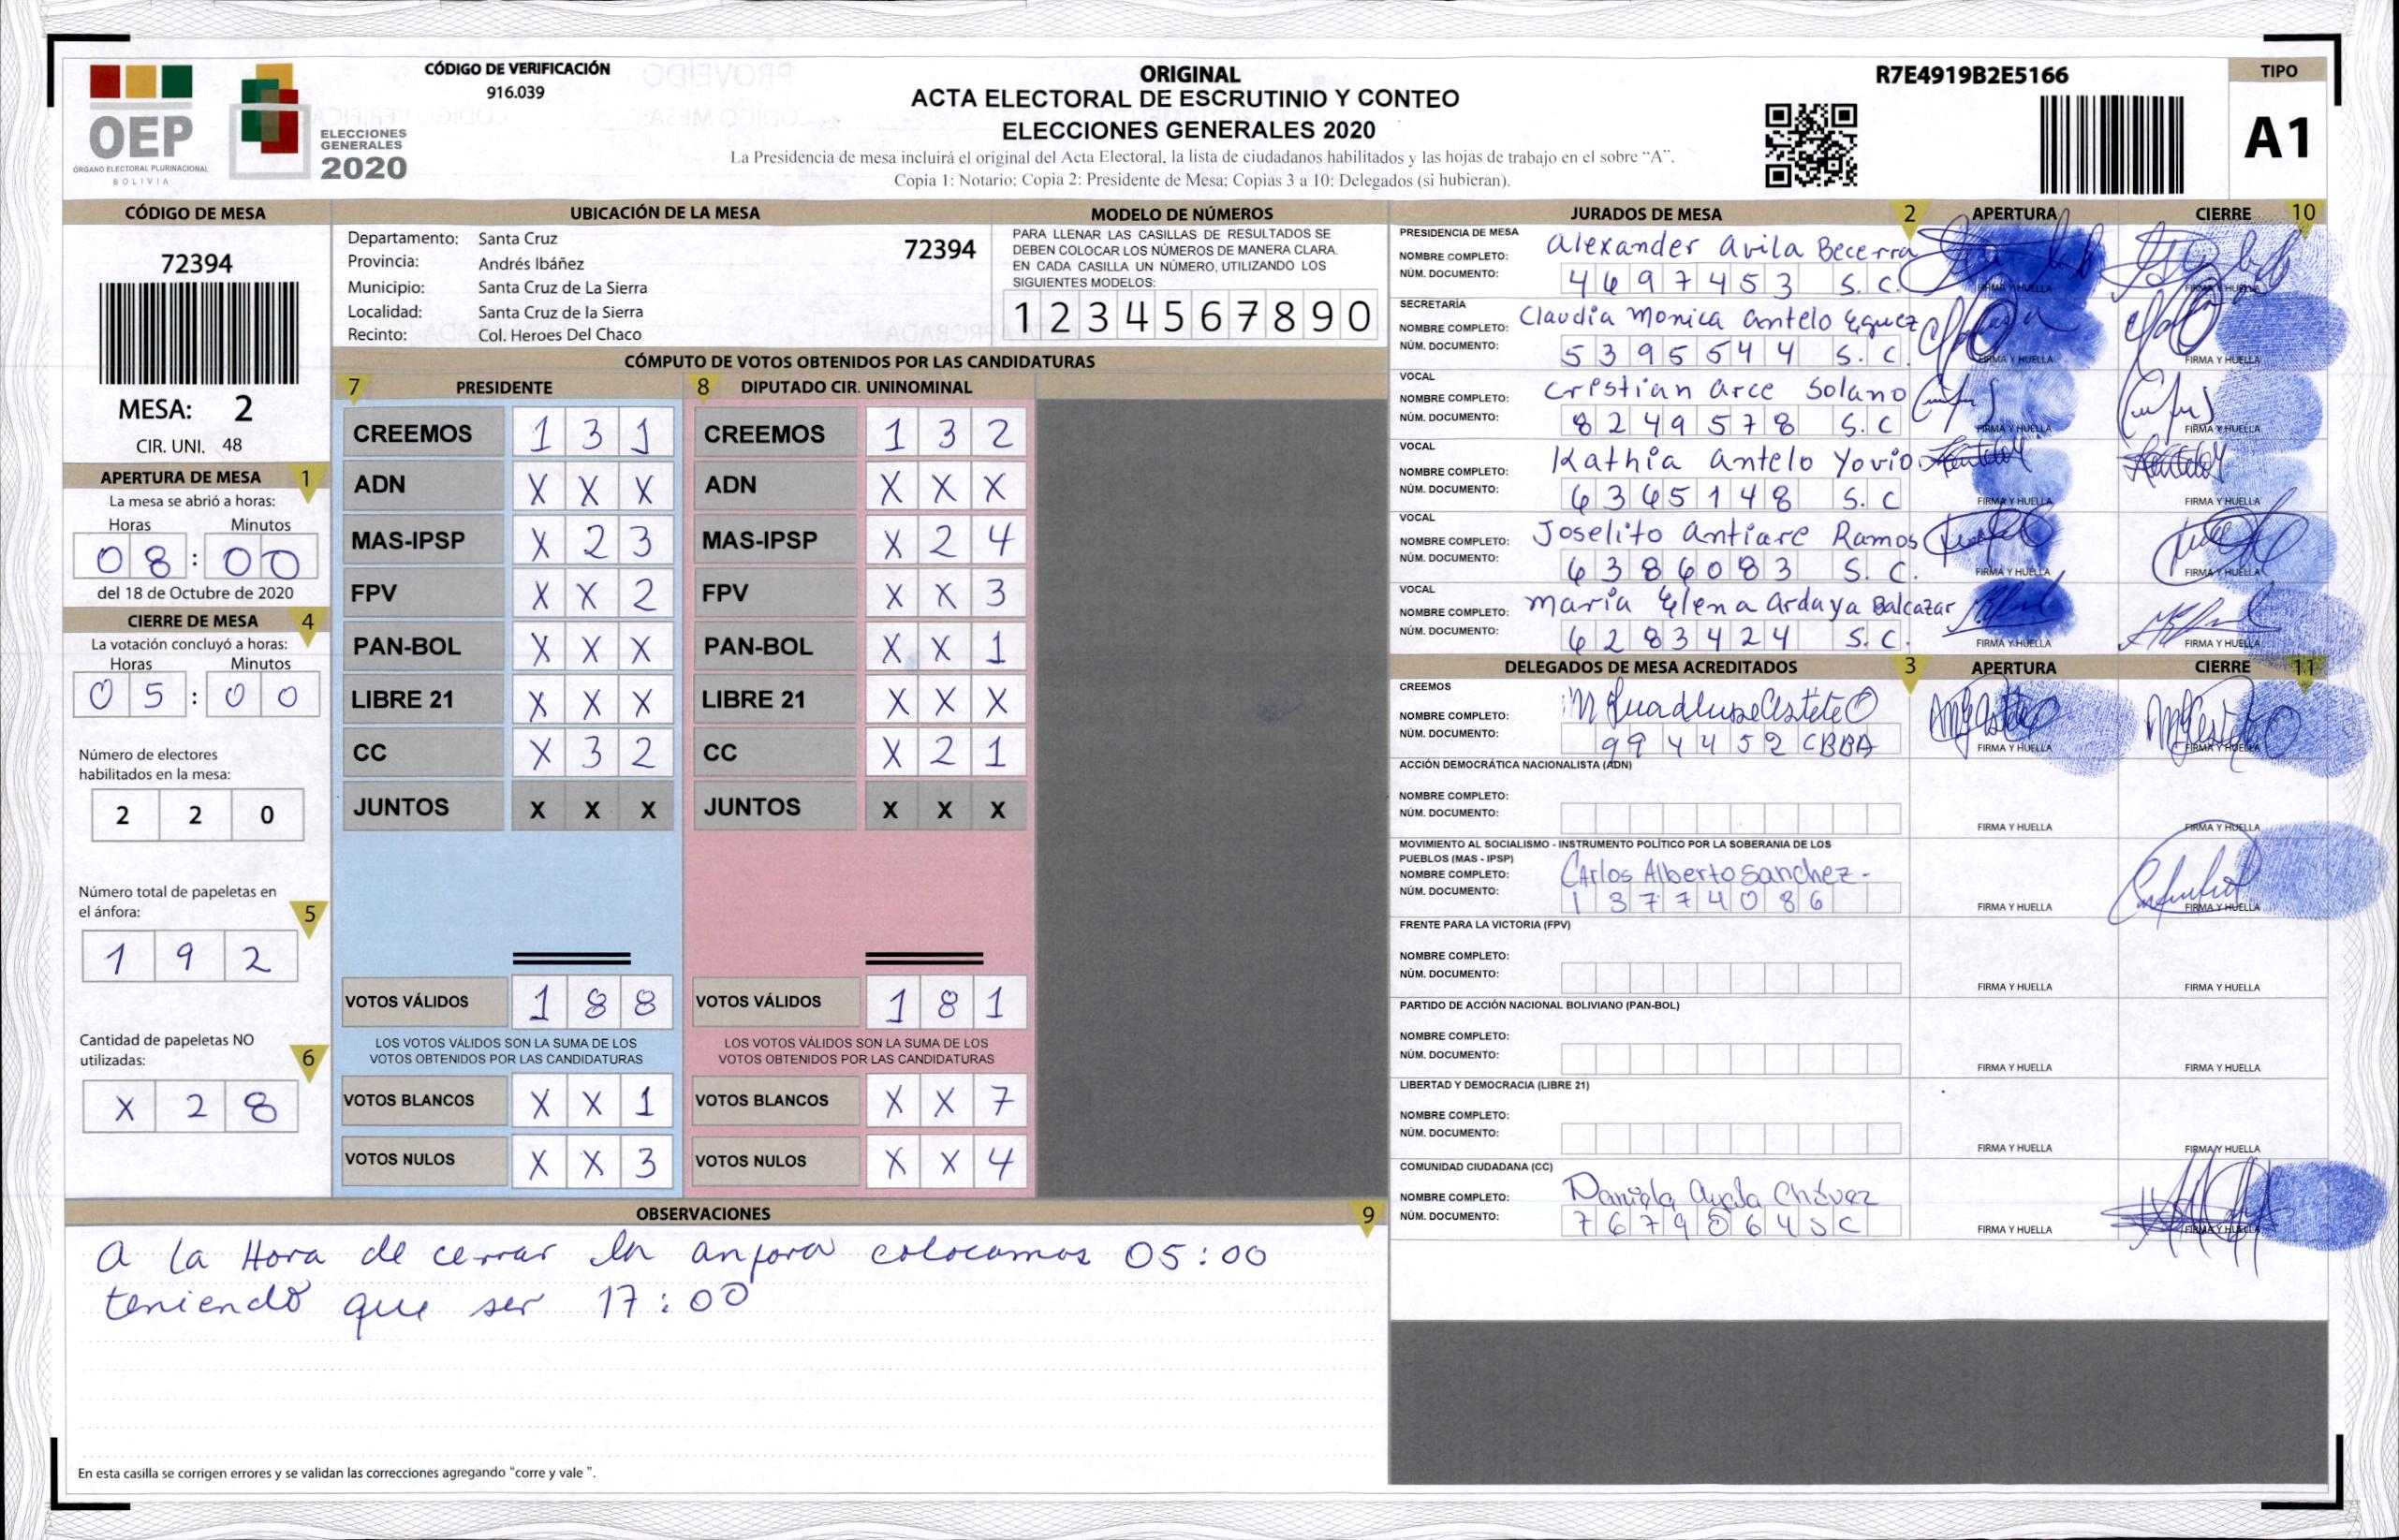 CÓDIGO DE VERIFICACIÓN
916.039
OEP
ÓRGANO ELECTORAL PLURINACIONAL
BOLIVIA
ELECCIONES
GENERALES
2020
ORIGINAL
ACTA ELECTORAL DE ESCRUTINIO Y CONTEO
ELECCIONES GENERALES 2020
La Presidencia de mesa incluirá el original del Acta Electoral, la lista de ciudadanos habilitados y las hojas de trabajo en el sobre “A”.
Copia 1: Notario; Copia 2: Presidente de Mesa; Copias 3 a 10: Delegados (si hubieran).
R7E4919B2E5166
TIPO
A1
CÓDIGO DE MESA
72394
MESA: 2
CIR. UNI. 48
APERTURA DE MESA 1
La mesa se abrió a horas:
Horas Minutos
08:00
del 18 de Octubre de 2020
CIERRE DE MESA 4
La votación concluyó a horas:
Horas Minutos
05:00
Número de electores
habilitados en la mesa:
2 2 0
Número total de papeletas en
el ánfora:
5
1 9 2
Cantidad de papeletas NO
utilizadas:
6
X 2 8
UBICACIÓN DE LA MESA
Departamento: Santa Cruz
72394
Provincia: Andrés Ibáñez
Municipio: Santa Cruz de La Sierra
Localidad: Santa Cruz de la Sierra
Recinto: Col. Heroes Del Chaco
MODELO DE NÚMEROS
PARA LLENAR LAS CASILLAS DE RESULTADOS SE
DEBEN COLOCAR LOS NÚMEROS DE MANERA CLARA.
EN CADA CASILLA UN NÚMERO, UTILIZANDO LOS
SIGUIENTES MODELOS:
1 2 3 4 5 6 7 8 9 0
CÓMPUTO DE VOTOS OBTENIDOS POR LAS CANDIDATURAS
7 PRESIDENTE
CREEMOS 1 3 1
ADN X X X
MAS-IPSP X 2 3
FPV X X 2
PAN-BOL X X X
LIBRE 21 X X X
CC X 3 2
JUNTOS X X X
VOTOS VÁLIDOS 1 8 8
LOS VOTOS VÁLIDOS SON LA SUMA DE LOS
VOTOS OBTENIDOS POR LAS CANDIDATURAS
VOTOS BLANCOS X X 1
VOTOS NULOS X X 3
8 DIPUTADO CIR. UNINOMINAL
CREEMOS 1 3 2
ADN X X X
MAS-IPSP X 2 4
FPV X X 3
PAN-BOL X X 1
LIBRE 21 X X X
CC X 2 1
JUNTOS X X X
VOTOS VÁLIDOS 1 8 1
LOS VOTOS VÁLIDOS SON LA SUMA DE LOS
VOTOS OBTENIDOS POR LAS CANDIDATURAS
VOTOS BLANCOS X X 7
VOTOS NULOS X X 4
OBSERVACIONES 9
A la Hora de cerrar la anfora colocamos 05:00
teniendo que ser 17:00
En esta casilla se corrigen errores y se validan las correcciones agregando “corre y vale ”.
JURADOS DE MESA 2 APERTURA CIERRE 10
PRESIDENCIA DE MESA
NOMBRE COMPLETO: Alexander Avila Becerra
NÚM. DOCUMENTO: 4697453 S.C.
FIRMA Y HUELLA FIRMA Y HUELLA
SECRETARÍA
NOMBRE COMPLETO: Claudia Monica Antelo Eguez
NÚM. DOCUMENTO: 5395544 S.C.
FIRMA Y HUELLA FIRMA Y HUELLA
VOCAL
NOMBRE COMPLETO: Cristian Arce Solano
NÚM. DOCUMENTO: 8249578 S.C
FIRMA Y HUELLA FIRMA Y HUELLA
VOCAL
NOMBRE COMPLETO: Kathia Antelo Yovio
NÚM. DOCUMENTO: 6345148 S.C
FIRMA Y HUELLA FIRMA Y HUELLA
VOCAL
NOMBRE COMPLETO: Joselito Antiare Ramos
NÚM. DOCUMENTO: 6386083 S.C.
FIRMA Y HUELLA FIRMA Y HUELLA
VOCAL
NOMBRE COMPLETO: Maria Elena Ardaya Balcazar
NÚM. DOCUMENTO: 6283424 S.C.
FIRMA Y HUELLA FIRMA Y HUELLA
DELEGADOS DE MESA ACREDITADOS 3 APERTURA CIERRE 11
CREEMOS
NOMBRE COMPLETO: M Guadlupe Astete O
NÚM. DOCUMENTO: 994452 CBBA
FIRMA Y HUELLA FIRMA Y HUELLA
ACCIÓN DEMOCRÁTICA NACIONALISTA (ADN)
NOMBRE COMPLETO:
NÚM. DOCUMENTO:
FIRMA Y HUELLA FIRMA Y HUELLA
MOVIMIENTO AL SOCIALISMO - INSTRUMENTO POLÍTICO POR LA SOBERANIA DE LOS
PUEBLOS (MAS - IPSP)
NOMBRE COMPLETO: Carlos Alberto Sanchez-
NÚM. DOCUMENTO: 13774086
FIRMA Y HUELLA FIRMA Y HUELLA
FRENTE PARA LA VICTORIA (FPV)
NOMBRE COMPLETO:
NÚM. DOCUMENTO:
FIRMA Y HUELLA FIRMA Y HUELLA
PARTIDO DE ACCIÓN NACIONAL BOLIVIANO (PAN-BOL)
NOMBRE COMPLETO:
NÚM. DOCUMENTO:
FIRMA Y HUELLA FIRMA Y HUELLA
LIBERTAD Y DEMOCRACIA (LIBRE 21)
NOMBRE COMPLETO:
NÚM. DOCUMENTO:
FIRMA Y HUELLA FIRMA Y HUELLA
COMUNIDAD CIUDADANA (CC)
NOMBRE COMPLETO: Daniela Ayala Chávez
NÚM. DOCUMENTO: 76790645C
FIRMA Y HUELLA FIRMA Y HUELLA